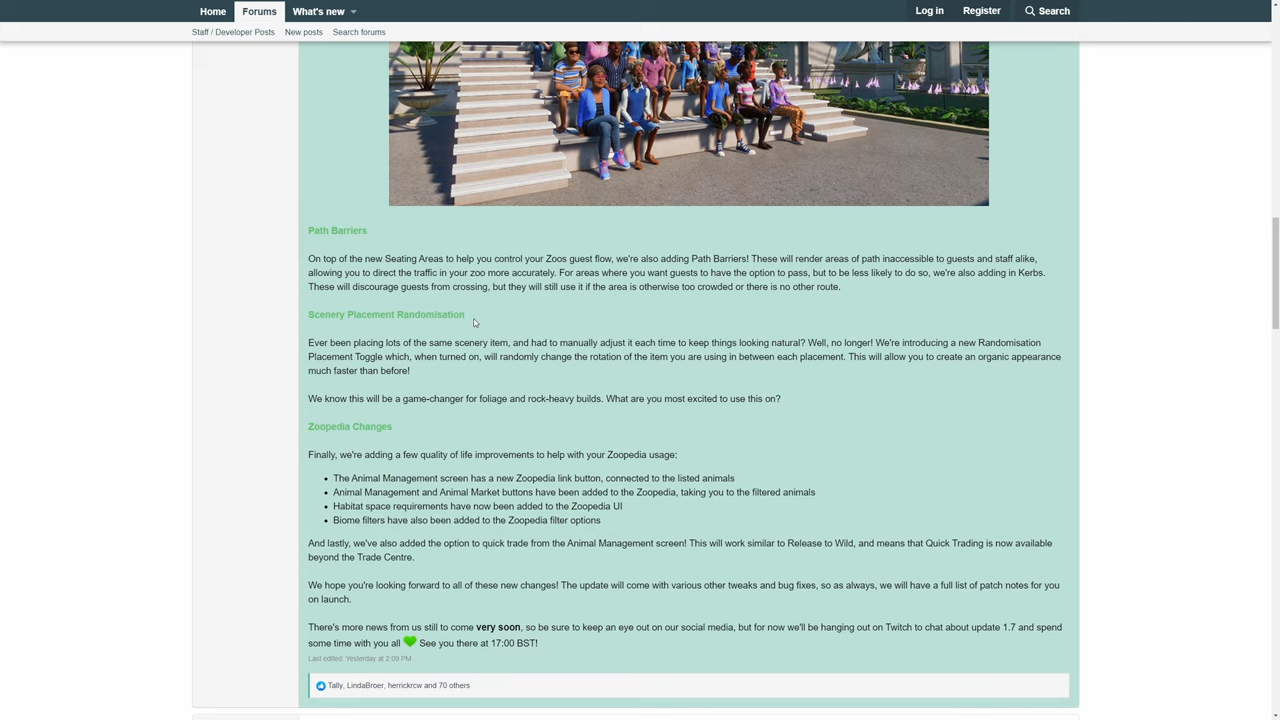 Home
Forums
What's new
Log in
Register
Search
Staff / Developer Posts
New posts
Search forums
Path Barriers
On top of the new Seating Areas to help you control your Zoos guest flow, we're also adding Path Barriers! These will render areas of path inaccessible to guests and staff alike,
allowing you to direct the traffic in your zoo more accurately. For areas where you want guests to have the option to pass, but to be less likely to do so, we're also adding in Kerbs.
These will discourage guests from crossing, but they will still use it if the area is otherwise too crowded or there is no other route.
Scenery Placement Randomisation
Ever been placing lots of the same scenery item, and had to manually adjust it each time to keep things looking natural? Well, no longer! We're introducing a new Randomisation
Placement Toggle which, when turned on, will randomly change the rotation of the item you are using in between each placement. This will allow you to create an organic appearance
much faster than before!
We know this will be a game-changer for foliage and rock-heavy builds. What are you most excited to use this on?
Zoopedia Changes
Finally, we're adding a few quality of life improvements to help with your Zoopedia usage:
• The Animal Management screen has a new Zoopedia link button, connected to the listed animals
• Animal Management and Animal Market buttons have been added to the Zoopedia, taking you to the filtered animals
• Habitat space requirements have now been added to the Zoopedia UI
• Biome filters have also been added to the Zoopedia filter options
And lastly, we've also added the option to quick trade from the Animal Management screen! This will work similar to Release to Wild, and means that Quick Trading is now available
beyond the Trade Centre.
We hope you're looking forward to all of these new changes! The update will come with various other tweaks and bug fixes, so as always, we will have a full list of patch notes for you
on launch.
There's more news from us still to come very soon, so be sure to keep an eye out on our social media, but for now we'll be hanging out on Twitch to chat about update 1.7 and spend
some time with you all 💚 See you there at 17:00 BST!
Last edited: Yesterday at 2:09 PM
Tally, LindaBroer, herrickrcw and 70 others